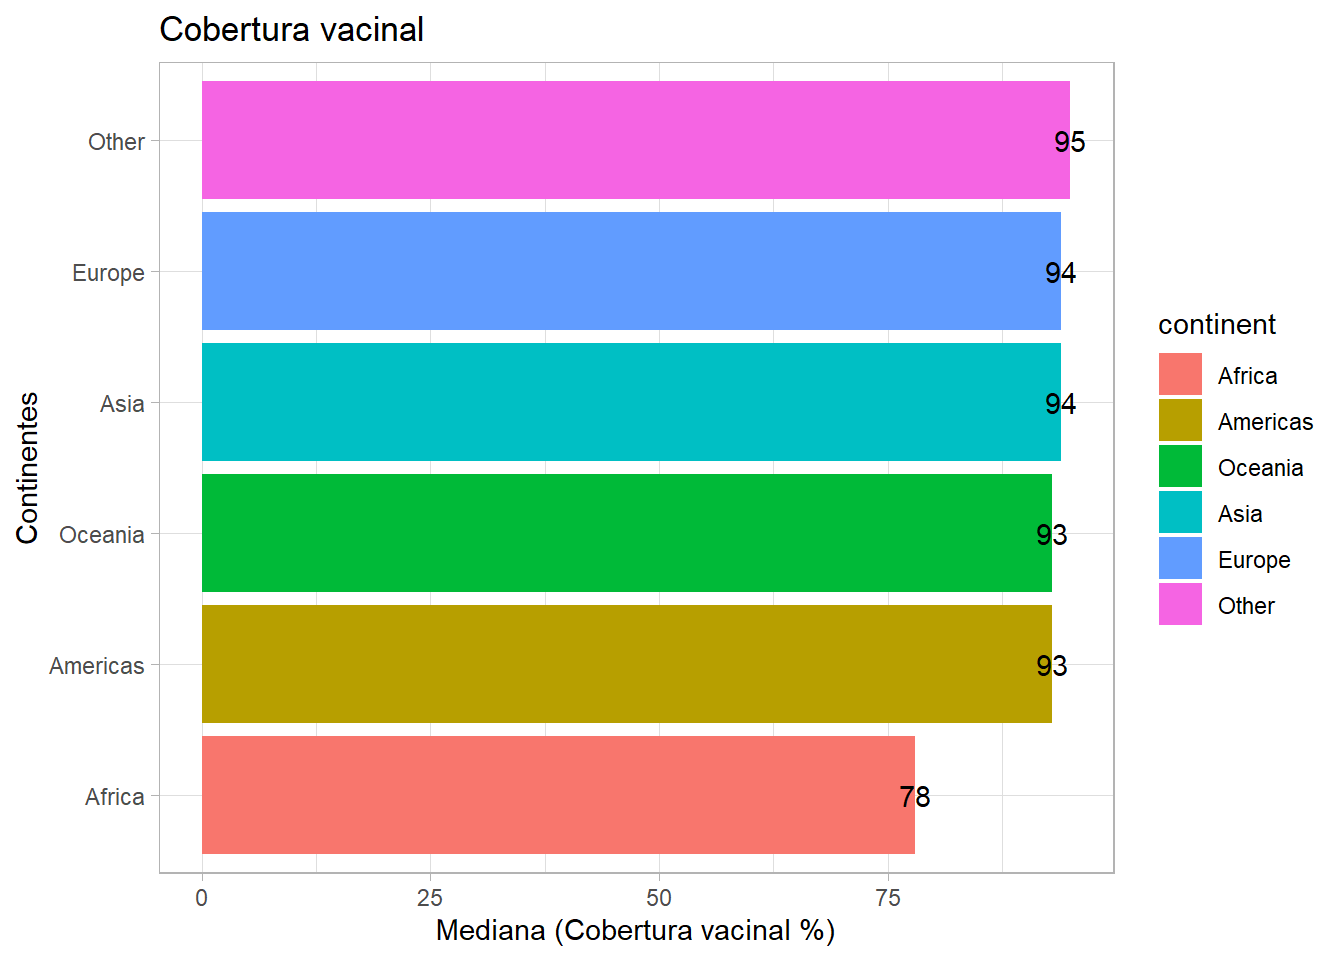 Cobertura vacinal
Other
95
Europe
94
Asia
94
Oceania
93
Americas
93
Africa
78
0 25 50 75
Mediana (Cobertura vacinal %)
Continentes
continent
Africa
Americas
Oceania
Asia
Europe
Other